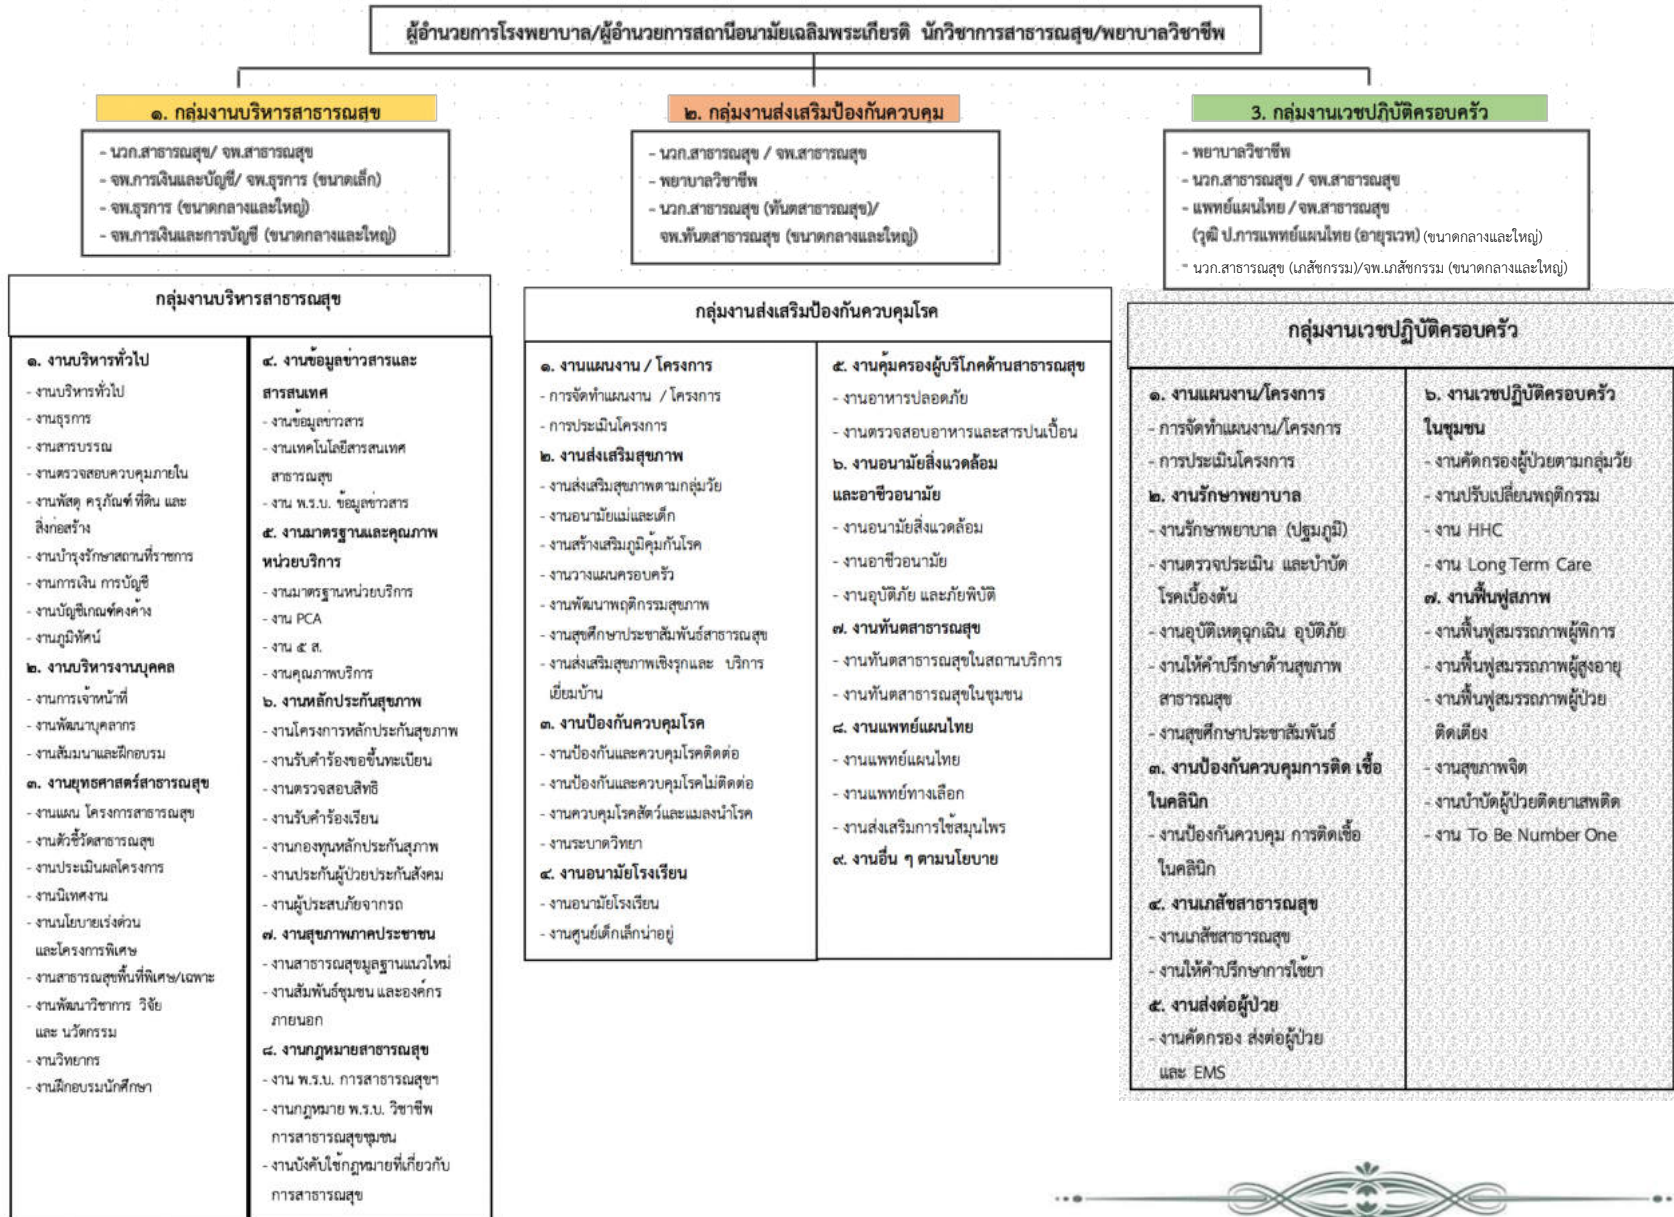 ผู้อำนวยการโรงพยาบาล/ผู้อำนวยการสถานีอนามัยเฉลิมพระเกียรติ นักวิชาการสาธารณสุข/พยาบาลวิชาชีพ
๑. กลุ่มงานบริหารสาธารณสุข
- นวก.สาธารณสุข/ จพ.สาธารณสุข
- จพ.การเงินและบัญชี/ จพ.ธุรการ (ขนาดเล็ก)
- จพ.ธุรการ (ขนาดกลางและใหญ่)
- จพ.การเงินและการบัญชี (ขนาดกลางและใหญ่)
๒. กลุ่มงานส่งเสริมป้องกันควบคุม
- นวก.สาธารณสุข / จพ.สาธารณสุข
- พยาบาลวิชาชีพ
- นวก.สาธารณสุข (ทันตสาธารณสุข)/
จพ.ทันตสาธารณสุข (ขนาดกลางและใหญ่)
3. กลุ่มงานเวชปฏิบัติครอบครัว
- พยาบาลวิชาชีพ
- นวก.สาธารณสุข / จพ.สาธารณสุข
- แพทย์แผนไทย / จพ.สาธารณสุข
(วุฒิ ป.การแพทย์แผนไทย (อายุรเวท) (ขนาดกลางและใหญ่)
- นวก.สาธารณสุข (เภสัชกรรม)/จพ.เภสัชกรรม (ขนาดกลางและใหญ่)
กลุ่มงานบริหารสาธารณสุข
๑. งานบริหารทั่วไป
- งานบริหารทั่วไป
- งานธุรการ
- งานสารบรรณ
- งานตรวจสอบควบคุมภายใน
- งานพัสดุ ครุภัณฑ์ ที่ดิน และ
สิ่งก่อสร้าง
- งานบำรุงรักษาสถานที่ราชการ
- งานการเงิน การบัญชี
- งานบัญชีเกณฑ์คงค้าง
- งานภูมิทัศน์
๒. งานบริหารงานบุคคล
- งานการเจ้าหน้าที่
- งานพัฒนาบุคลากร
- งานสัมมนาและฝึกอบรม
๓. งานยุทธศาสตร์สาธารณสุข
- งานแผน โครงการสาธารณสุข
- งานตัวชี้วัดสาธารณสุข
- งานประเมินผลโครงการ
- งานนิเทศงาน
- งานนโยบายเร่งด่วน
และโครงการพิเศษ
- งานสาธารณสุขพื้นที่พิเศษ/เฉพาะ
- งานพัฒนาวิชาการ วิจัย
และ นวัตกรรม
- งานวิทยากร
- งานฝึกอบรมนักศึกษา
๔. งานข้อมูลข่าวสารและ
สารสนเทศ
- งานข้อมูลข่าวสาร
- งานเทคโนโลยีสารสนเทศ
สาธารณสุข
- งาน พ.ร.บ. ข้อมูลข่าวสาร
๕. งานมาตรฐานและคุณภาพ
หน่วยบริการ
- งานมาตรฐานหน่วยบริการ
- งาน PCA
- งาน ๕ ส.
- งานคุณภาพบริการ
๖. งานหลักประกันสุขภาพ
- งานโครงการหลักประกันสุขภาพ
- งานรับคำร้องขอขึ้นทะเบียน
- งานตรวจสอบสิทธิ
- งานรับคำร้องเรียน
- งานกองทุนหลักประกันสุภาพ
- งานประกันผู้ป่วยประกันสังคม
- งานผู้ประสบภัยจากรถ
๗. งานสุขภาพภาคประชาชน
- งานสาธารณสุขมูลฐานแนวใหม่
- งานสัมพันธ์ชุมชน และองค์กร
ภายนอก
๘. งานกฎหมายสาธารณสุข
- งาน พ.ร.บ. การสาธารณสุขฯ
- งานกฎหมาย พ.ร.บ. วิชาชีพ
การสาธารณสุขชุมชน
- งานบังคับใช้กฎหมายที่เกี่ยวกับ
การสาธารณสุข
กลุ่มงานส่งเสริมป้องกันควบคุมโรค
๑. งานแผนงาน / โครงการ
- การจัดทำแผนงาน / โครงการ
- การประเมินโครงการ
๒. งานส่งเสริมสุขภาพ
- งานส่งเสริมสุขภาพตามกลุ่มวัย
- งานอนามัยแม่และเด็ก
- งานสร้างเสริมภูมิคุ้มกันโรค
- งานวางแผนครอบครัว
- งานพัฒนาพฤติกรรมสุขภาพ
- งานสุขศึกษาประชาสัมพันธ์สาธารณสุข
- งานส่งเสริมสุขภาพเชิงรุกและ บริการ
เยี่ยมบ้าน
๓. งานป้องกันควบคุมโรค
- งานป้องกันและควบคุมโรคติดต่อ
- งานป้องกันและควบคุมโรคไม่ติดต่อ
- งานควบคุมโรคสัตว์และแมลงนำโรค
- งานระบาดวิทยา
๔. งานอนามัยโรงเรียน
- งานอนามัยโรงเรียน
- งานศูนย์เด็กเล็กน่าอยู่
๕. งานคุ้มครองผู้บริโภคด้านสาธารณสุข
- งานอาหารปลอดภัย
- งานตรวจสอบอาหารและสารปนเปื้อน
๖. งานอนามัยสิ่งแวดล้อม
และอาชีวอนามัย
- งานอนามัยสิ่งแวดล้อม
- งานอาชีวอนามัย
- งานอุบัติภัย และภัยพิบัติ
๗. งานทันตสาธารณสุข
- งานทันตสาธารณสุขในสถานบริการ
- งานทันตสาธารณสุขในชุมชน
๘. งานแพทย์แผนไทย
- งานแพทย์แผนไทย
- งานแพทย์ทางเลือก
- งานส่งเสริมการใช้สมุนไพร
๙. งานอื่น ๆ ตามนโยบาย
กลุ่มงานเวชปฏิบัติครอบครัว
๑. งานแผนงาน/โครงการ
- การจัดทำแผนงาน/โครงการ
- การประเมินโครงการ
๒. งานรักษาพยาบาล
- งานรักษาพยาบาล (ปฐมภูมิ)
- งานตรวจประเมิน และบำบัด
โรคเบื้องต้น
- งานอุบัติเหตุฉุกเฉิน อุบัติภัย
- งานให้คำปรึกษาด้านสุขภาพ
สาธารณสุข
- งานสุขศึกษาประชาสัมพันธ์
๓. งานป้องกันควบคุมการติด เชื้อ
ในคลินิก
- งานป้องกันควบคุม การติดเชื้อ
ในคลินิก
๔. งานเภสัชสาธารณสุข
- งานเภสัชสาธารณสุข
- งานให้คำปรึกษาการใช้ยา
๕. งานส่งต่อผู้ป่วย
- งานคัดกรอง ส่งต่อผู้ป่วย
และ EMS
๖. งานเวชปฏิบัติครอบครัว
ในชุมชน
- งานคัดกรองผู้ป่วยตามกลุ่มวัย
- งานปรับเปลี่ยนพฤติกรรม
- งาน HHC
- งาน Long Term Care
๗. งานฟื้นฟูสภาพ
- งานฟื้นฟูสมรรถภาพผู้พิการ
- งานฟื้นฟูสมรรถภาพผู้สูงอายุ
- งานฟื้นฟูสมรรถภาพผู้ป่วย
ติดเตียง
- งานสุขภาพจิต
- งานบำบัดผู้ป่วยติดยาเสพติด
- งาน To Be Number One